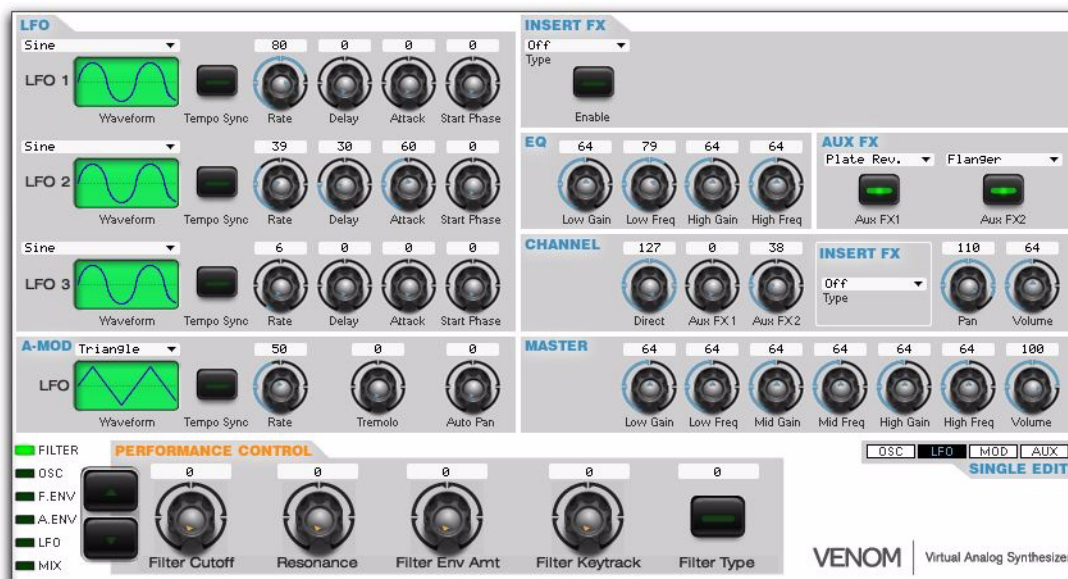 LFO
Sine
80 0 0 0
LFO 1
Waveform Tempo Sync Rate Delay Attack Start Phase
Sine
39 30 60 0
LFO 2
Waveform Tempo Sync Rate Delay Attack Start Phase
Sine
6 0 0 0
LFO 3
Waveform Tempo Sync Rate Delay Attack Start Phase
A-MOD Triangle
50 0 0
LFO
Waveform Tempo Sync Rate Tremolo Auto Pan
INSERT FX
Off
Type
Enable
EQ
64 79 64 64
Low Gain Low Freq High Gain High Freq
AUX FX
Plate Rev. Flanger
Aux FX1 Aux FX2
CHANNEL
127 0 38
Direct Aux FX1 Aux FX2
INSERT FX
Off
Type
110 64
Pan Volume
MASTER
64 64 64 64 64 64 100
Low Gain Low Freq Mid Gain Mid Freq High Gain High Freq Volume
FILTER
OSC
F.ENV
A.ENV
LFO
MIX
PERFORMANCE CONTROL
0 0 0 0 0
Filter Cutoff Resonance Filter Env Amt Filter Keytrack Filter Type
OSC LFO MOD AUX
SINGLE EDIT
VENOM Virtual Analog Synthesizer